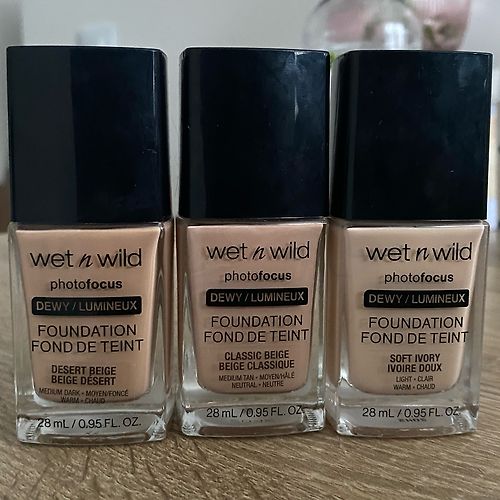 wet n wild
photofocus
DEWY / LUMINEUX
FOUNDATION
FOND DE TEINT
DESERT BEIGE
BEIGE DÉSERT
MEDIUM DARK • MOYEN/FONCÉ
WARM • CHAUD
28 mL / 0.95 FL. OZ.
wet n wild
photofocus
DEWY / LUMINEUX
FOUNDATION
FOND DE TEINT
CLASSIC BEIGE
BEIGE CLASSIQUE
MEDIUM TAN • MOYEN/HÂLÉ
NEUTRAL • NEUTRE
28 mL / 0.95 FL. OZ.
wet n wild
photofocus
DEWY / LUMINEUX
FOUNDATION
FOND DE TEINT
SOFT IVORY
IVOIRE DOUX
LIGHT • CLAIR
WARM • CHAUD
28 mL / 0.95 FL. OZ.